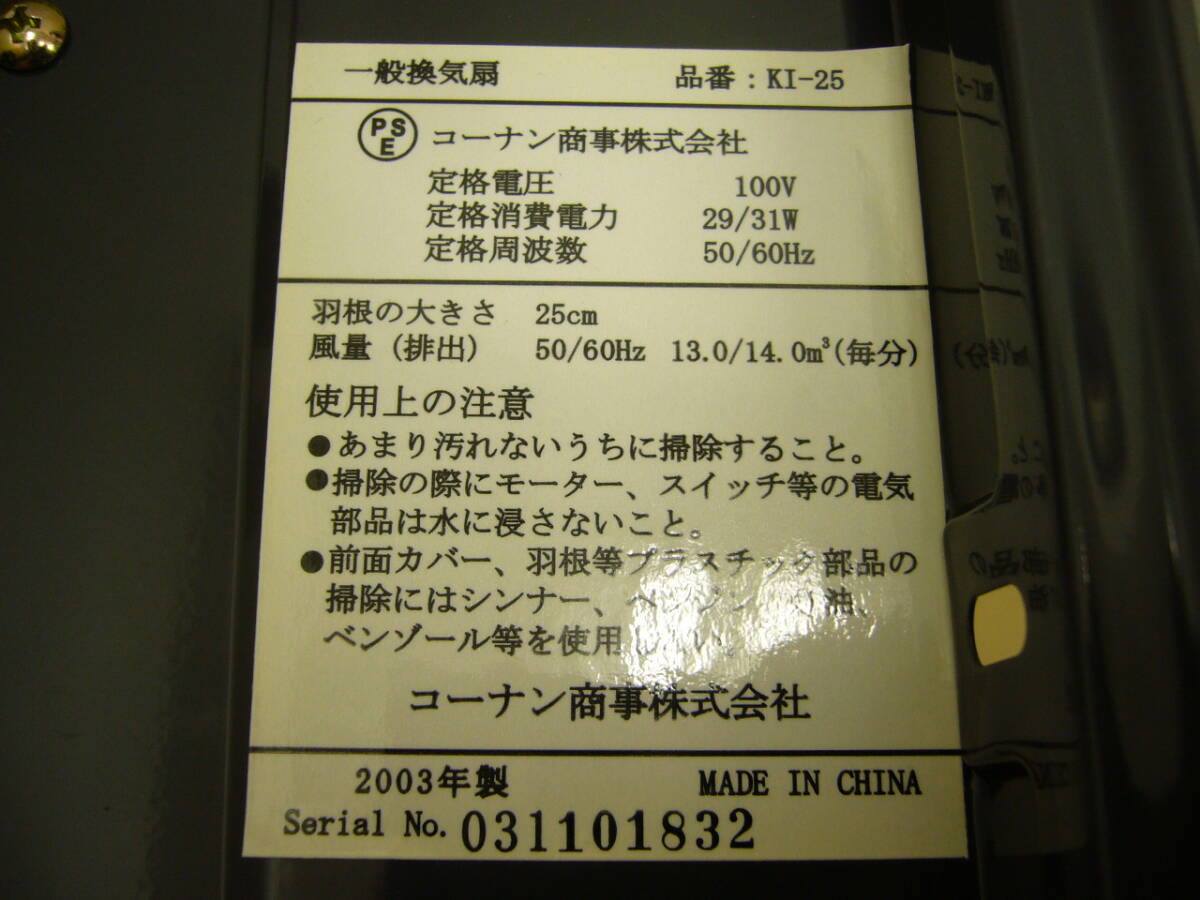 一般換気扇 品番：KI-25
PSE コーナン商事株式会社
定格電圧 100V
定格消費電力 29/31W
定格周波数 50/60Hz
羽根の大きさ 25cm
風量（排出） 50/60Hz 13.0/14.0m³(毎分)
使用上の注意
●あまり汚れないうちに掃除すること。
●掃除の際にモーター、スイッチ等の電気
部品は水に浸さないこと。
●前面カバー、羽根等プラスチック部品の
掃除にはシンナー、 油、
ベンゾール等を使用
コーナン商事株式会社
2003年製 MADE IN CHINA
Serial No. 031101832